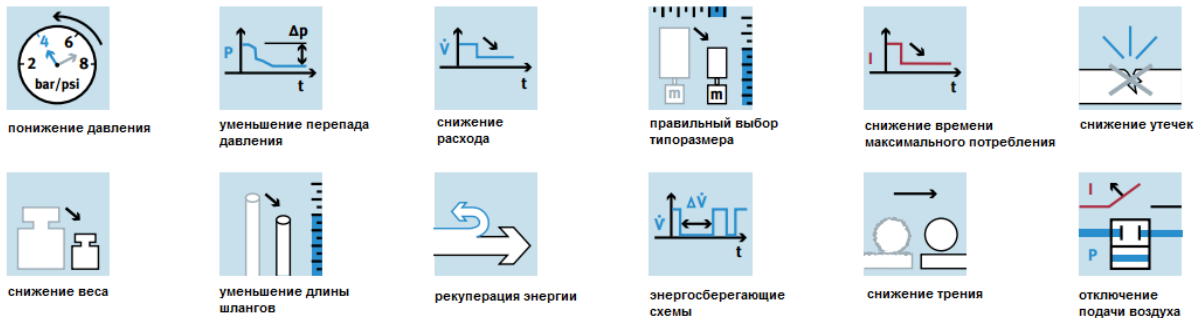 4 6
2 8
bar/psi
P Δp
t
понижение давления
уменьшение перепада
давления
V̇
t
снижение
расхода
m m
правильный выбор
типоразмера
I
t
снижение времени
максимального потребления
снижение утечек
снижение веса
уменьшение длины
шлангов
рекуперация энергии
V̇ ΔV̇
t
энергосберегающие
схемы
снижение трения
I
P
отключение
подачи воздуха